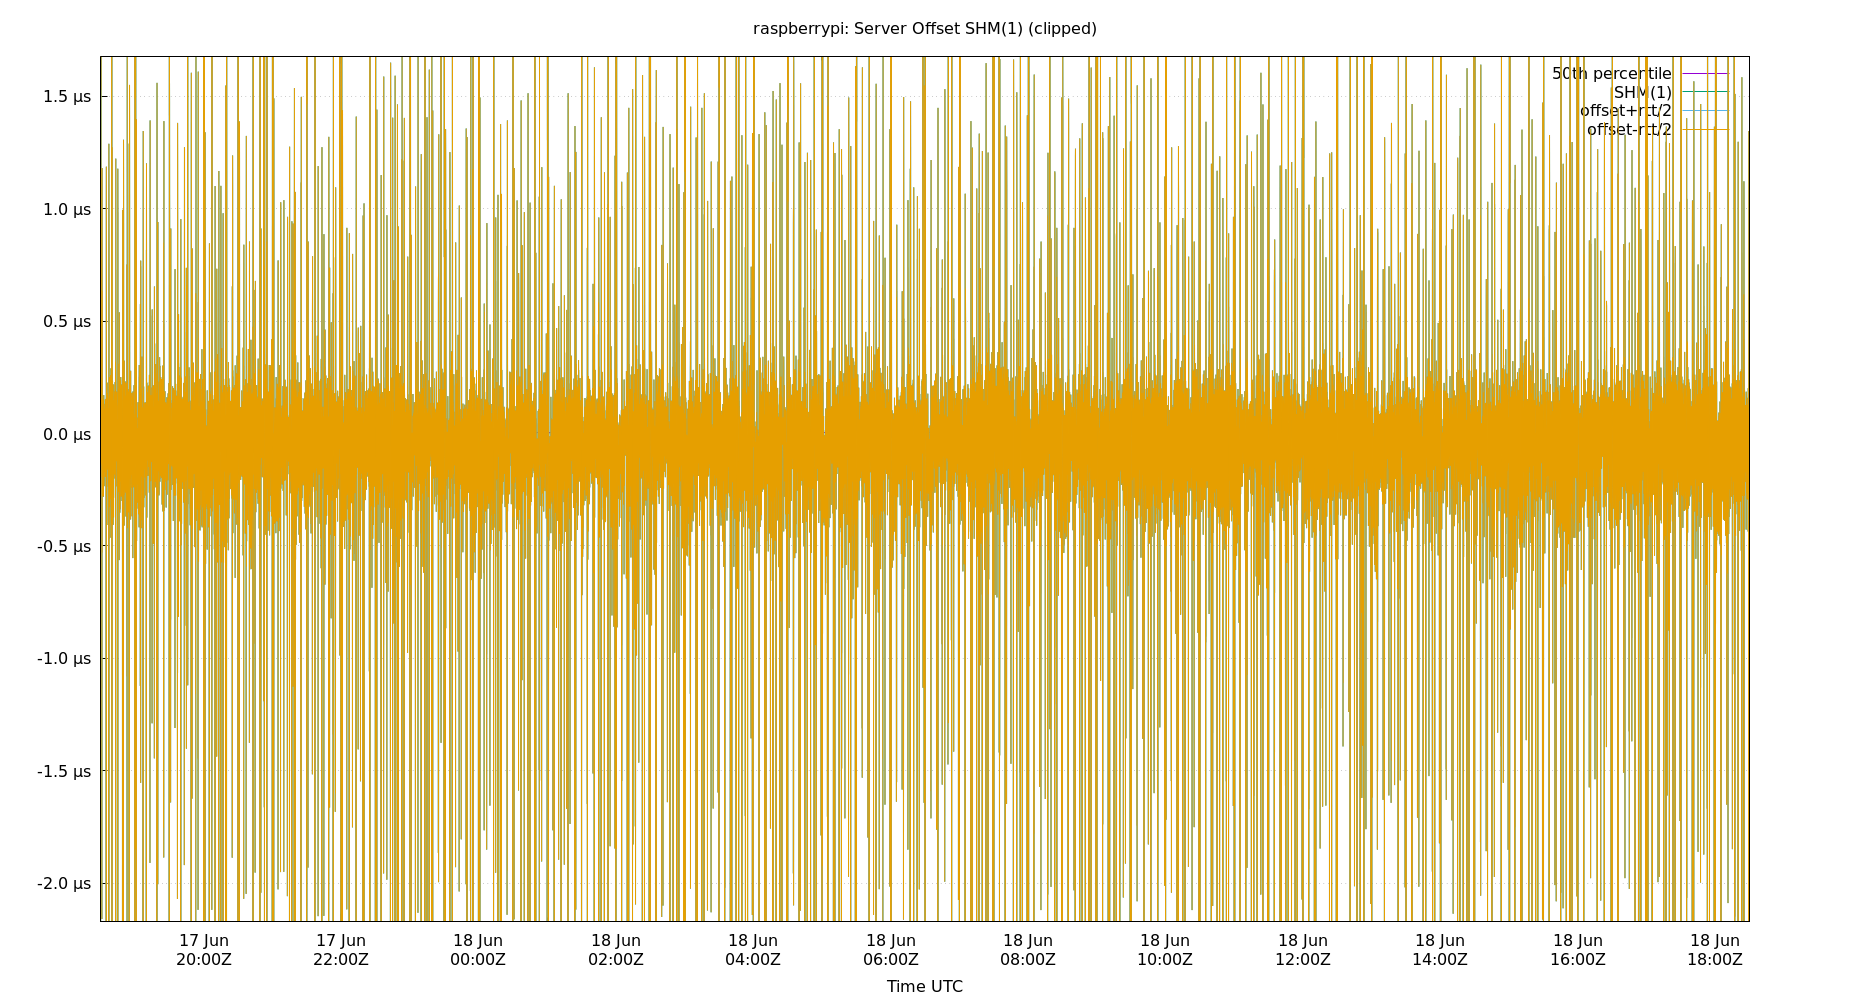 raspberrypi: Server Offset SHM(1) (clipped)
50th percentile
SHM(1)
offset+rtt/2
offset-rtt/2
1.5 µs
1.0 µs
0.5 µs
0.0 µs
-0.5 µs
-1.0 µs
-1.5 µs
-2.0 µs
17 Jun 17 Jun 18 Jun 18 Jun 18 Jun 18 Jun 18 Jun 18 Jun 18 Jun 18 Jun 18 Jun 18 Jun
20:00Z 22:00Z 00:00Z 02:00Z 04:00Z 06:00Z 08:00Z 10:00Z 12:00Z 14:00Z 16:00Z 18:00Z
Time UTC